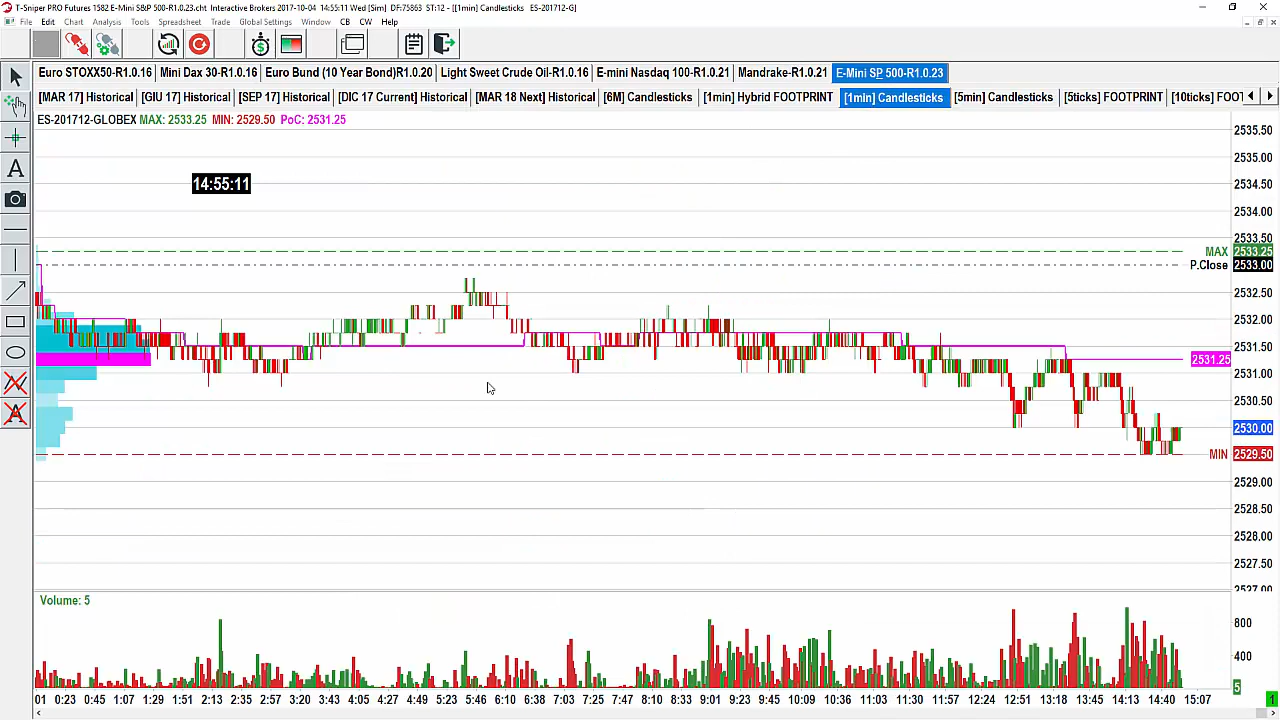 T-Sniper PRO Futures 1582 E-Mini S&P 500-R1.0.23.cht Interactive Brokers 2017-10-04 14:55:11 Wed [Sim] DF:75863 ST:12 - [[1min] Candlesticks ES-201712-G]
File Edit Chart Analysis Tools Spreadsheet Trade Global Settings Window CB CW Help
Euro STOXX50-R1.0.16 Mini Dax 30-R1.0.16 Euro Bund (10 Year Bond)R1.0.20 Light Sweet Crude Oil-R1.0.16 E-mini Nasdaq 100-R1.0.21 Mandrake-R1.0.21 E-Mini SP 500-R1.0.23
[MAR 17] Historical [GIU 17] Historical [SEP 17] Historical [DIC 17 Current] Historical [MAR 18 Next] Historical [6M] Candlesticks [1min] Hybrid FOOTPRINT [1min] Candlesticks [5min] Candlesticks [5ticks] FOOTPRINT [10ticks] FOOT
ES-201712-GLOBEX MAX: 2533.25 MIN: 2529.50 PoC: 2531.25
2535.50
2535.00
14:55:11
2534.50
2534.00
2533.50
MAX 2533.25
P.Close 2533.00
2532.50
2532.00
2531.50
2531.25
2531.00
2530.50
2530.00
MIN 2529.50
2529.00
2528.50
2528.00
2527.50
2527.00
Volume: 5
800
400
5
01 0:23 0:45 1:07 1:29 1:51 2:13 2:35 2:57 3:19 3:41 4:05 4:27 4:49 5:23 5:46 6:10 6:38 7:03 7:27 7:49 8:15 8:39 9:01 9:23 9:45 10:14 10:36 11:03 11:30 11:57 12:24 12:51 13:18 13:45 14:13 14:40 15:07
1